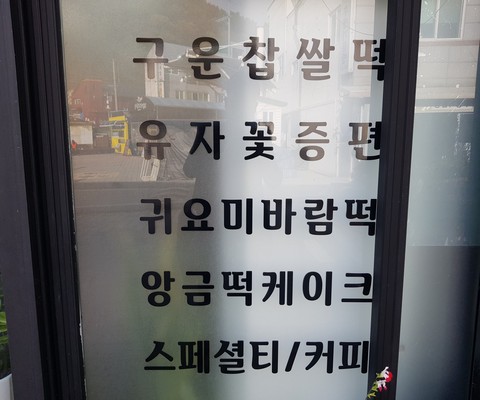 구운찹쌀떡
유자꽃증편
귀요미바람떡
앙금떡케이크
스페셜티/커피